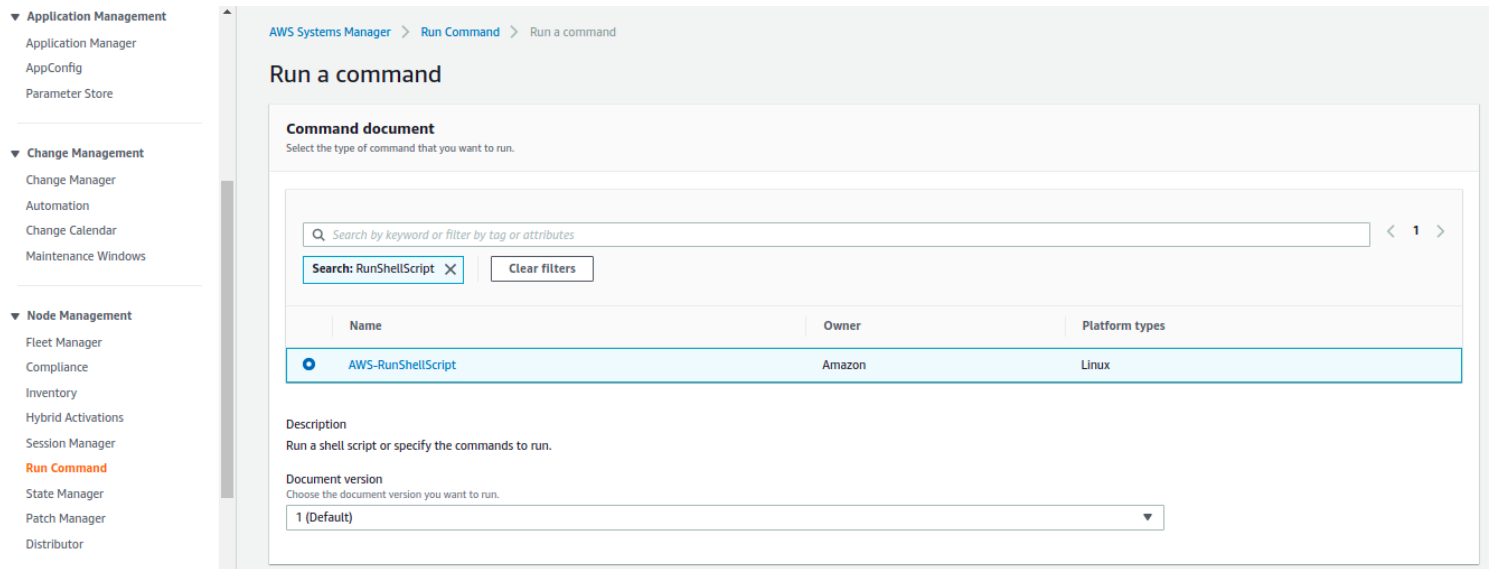 Application Management
Application Manager
AppConfig
Parameter Store
Change Management
Change Manager
Automation
Change Calendar
Maintenance Windows
Node Management
Fleet Manager
Compliance
Inventory
Hybrid Activations
Session Manager
Run Command
State Manager
Patch Manager
Distributor
AWS Systems Manager > Run Command > Run a command
Run a command
Command document
Select the type of command that you want to run.
Search by keyword or filter by tag or attributes
< 1 >
Search: RunShellScript
Clear filters
Name Owner Platform types
AWS-RunShellScript Amazon Linux
Description
Run a shell script or specify the commands to run.
Document version
Choose the document version you want to run.
1 (Default)